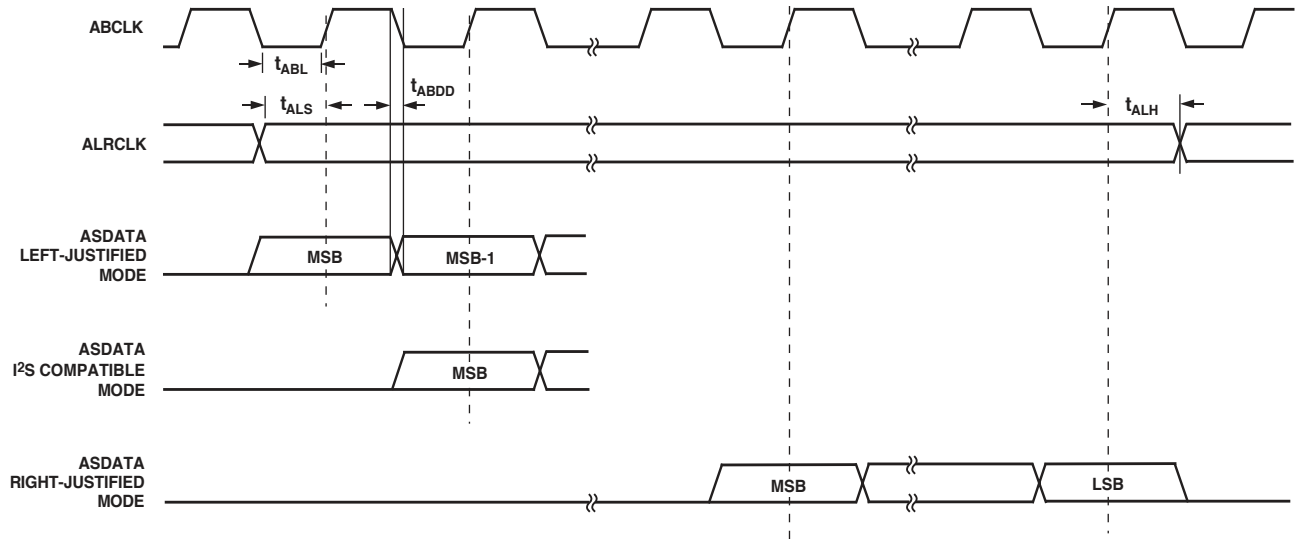 ABCLK
tABL
tABDD
tALS
tALH
ALRCLK
ASDATA
LEFT-JUSTIFIED
MODE
MSB
MSB-1
ASDATA
I²S COMPATIBLE
MODE
MSB
ASDATA
RIGHT-JUSTIFIED
MODE
MSB
LSB